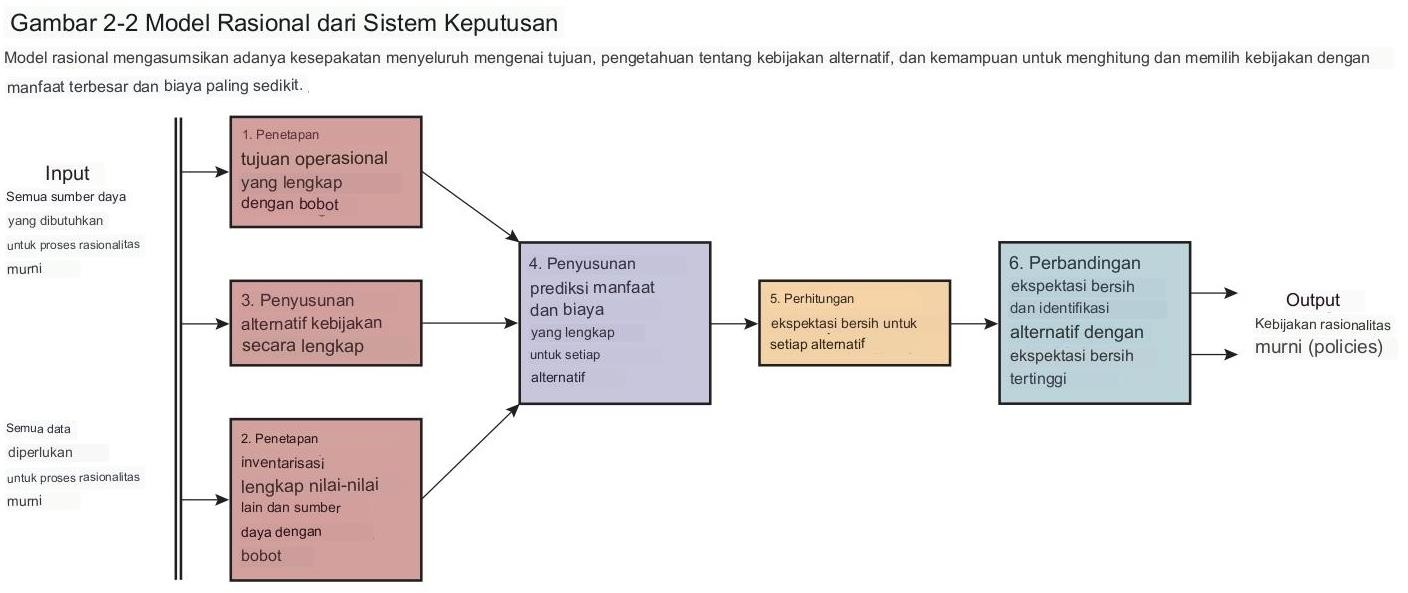 Gambar 2-2 Model Rasional dari Sistem Keputusan
Model rasional mengasumsikan adanya kesepakatan menyeluruh mengenai tujuan, pengetahuan tentang kebijakan alternatif, dan kemampuan untuk menghitung dan memilih kebijakan dengan
manfaat terbesar dan biaya paling sedikit.
Input
Semua sumber daya
yang dibutuhkan
untuk proses rasionalitas
murni
Semua data
diperlukan
untuk proses rasionalitas
murni
1. Penetapan
tujuan operasional
yang lengkap
dengan bobot
3. Penyusunan
alternatif kebijakan
secara lengkap
2. Penetapan
inventarisasi
lengkap nilai-nilai
lain dan sumber
daya dengan
bobot
4. Penyusunan
prediksi manfaat
dan biaya
yang lengkap
untuk setiap
alternatif
5. Perhitungan
ekspektasi bersih untuk
setiap alternatif
6. Perbandingan
ekspektasi bersih
dan identifikasi
alternatif dengan
ekspektasi bersih
tertinggi
Output
Kebijakan rasionalitas
murni (policies)